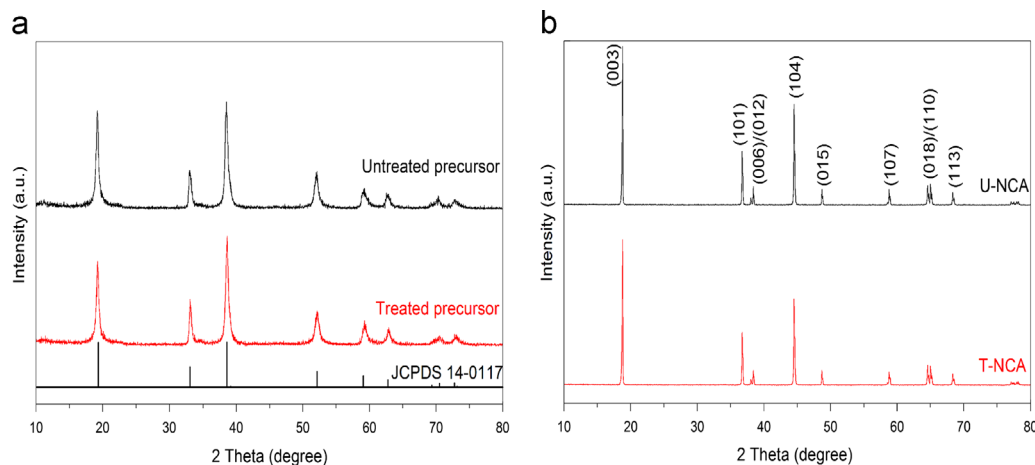 a
Intensity (a.u.)
Untreated precursor
Treated precursor
JCPDS 14-0117
10 20 30 40 50 60 70 80
2 Theta (degree)
b
Intensity (a.u.)
(003)
(101)
(006)/(012)
(104)
(015)
(107)
(018)/(110)
(113)
U-NCA
T-NCA
10 20 30 40 50 60 70 80
2 Theta (degree)